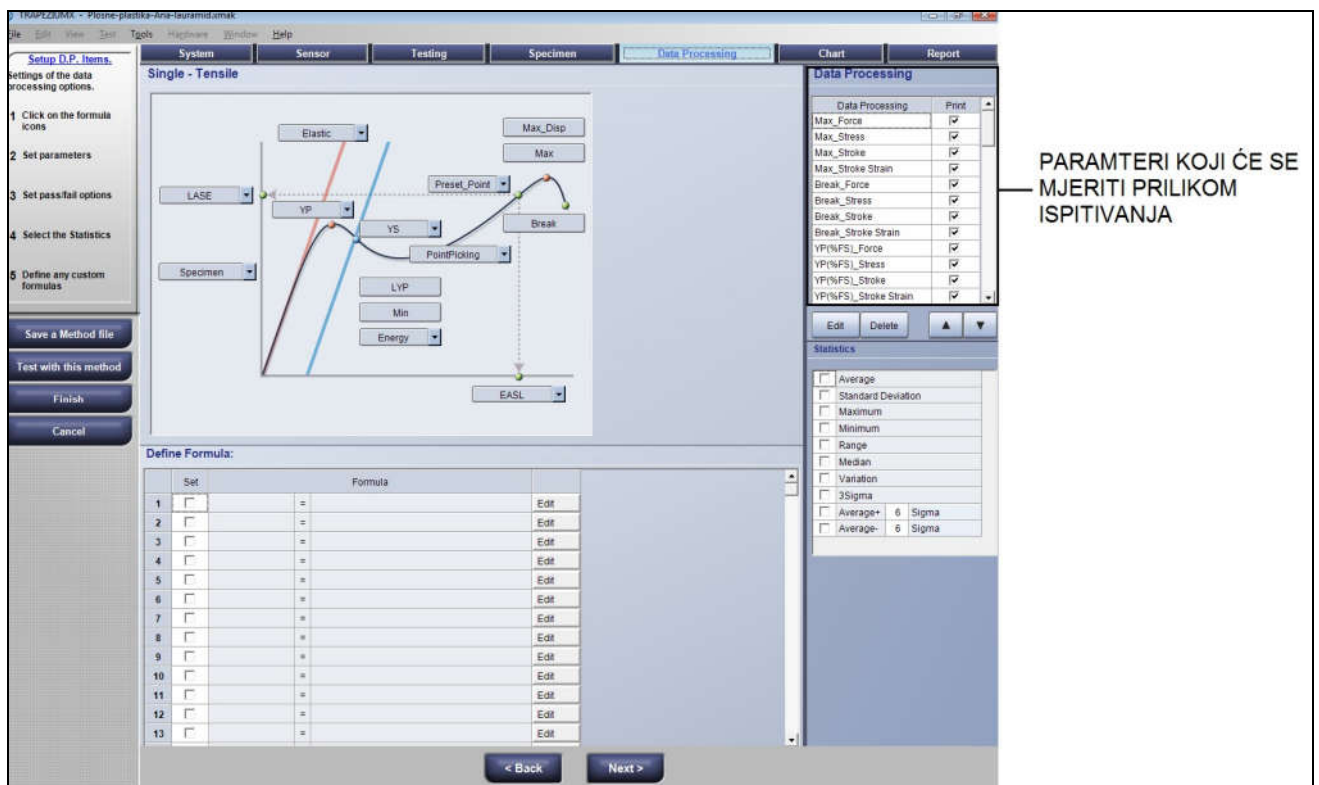 TRAPEZIUMX - Plosne-plastika-Ana-lauramid.xmak
File Edit View Test Tools Hardware Window Help
Setup D.P. Items.
Settings of the data
processing options.
1 Click on the formula
icons
2 Set parameters
3 Set pass/fail options
4 Select the Statistics
5 Define any custom
formulas
Save a Method file
Test with this method
Finish
Cancel
System Sensor Testing Specimen Data Processing Chart Report
Single - Tensile
Elastic
Max_Disp
Max
Preset_Point
LASE
YP
YS
Break
PointPicking
Specimen
LYP
Min
Energy
EASL
Define Formula:
Set Formula
1 = Edit
2 = Edit
3 = Edit
4 = Edit
5 = Edit
6 = Edit
7 = Edit
8 = Edit
9 = Edit
10 = Edit
11 = Edit
12 = Edit
13 = Edit
< Back Next >
Data Processing
Data Processing Print
Max_Force
Max_Stress
Max_Stroke
Max_Stroke Strain
Break_Force
Break_Stress
Break_Stroke
Break_Stroke Strain
YP(%FS)_Force
YP(%FS)_Stress
YP(%FS)_Stroke
YP(%FS)_Stroke Strain
Edit Delete
Statistics
Average
Standard Deviation
Maximum
Minimum
Range
Median
Variation
3Sigma
Average+ 6 Sigma
Average- 6 Sigma
PARAMTERI KOJI ĆE SE
MJERITI PRILIKOM
ISPITIVANJA